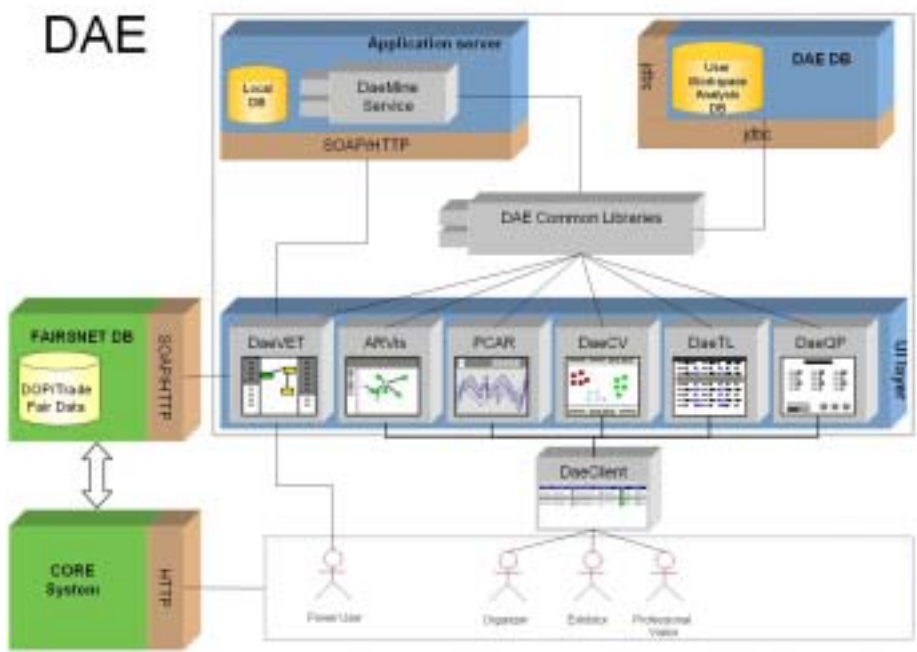 DAE
Application server
Local
DB
DaeMine
Service
SOAP/HTTP
DAE DB
jdbc
User
Workspace
Analysis
DB
jdbc
DAE Common Libraries
FAIRSNET DB
DOP/Trade
Fair Data
SOAP/HTTP
DaeVET
ARVis
PCAR
DaeCV
DaeTL
DaeQP
UI layer
DaeClient
CORE
System
HTTP
Power User
Organizer
Exhibitor
Professional
Visitor